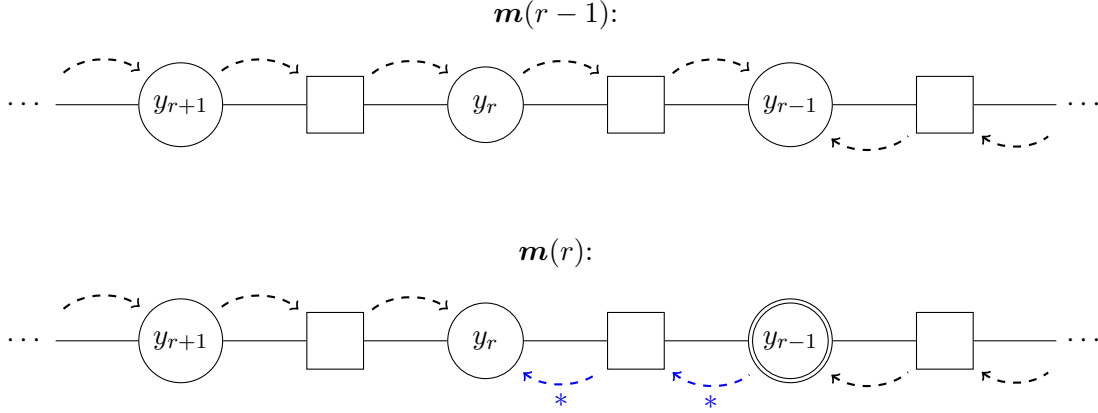 m(r − 1):
⋯ y_{r+1} y_r y_{r−1} ⋯
m(r):
⋯ y_{r+1} y_r y_{r−1} ⋯
* *